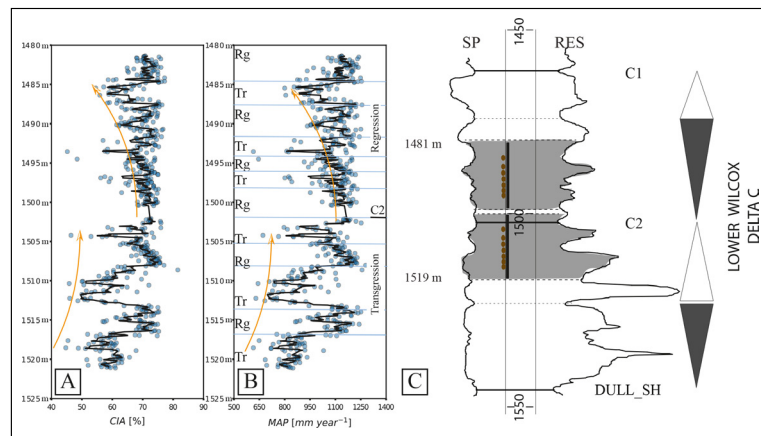 1480 m
1485 m
1490 m
1495 m
1500 m
1505 m
1510 m
1515 m
1520 m
1525 m
40 50 60 70 80 90
CIA [%]
A
1480 m
1485 m
1490 m
1495 m
1500 m
1505 m
1510 m
1515 m
1520 m
1525 m
Rg
Tr
Rg
Tr
Rg
Tr
Rg
Tr
Rg
Tr
Rg
Tr
Regression
C2
Transgression
500 650 800 950 1100 1250 1400
MAP [mm year⁻¹]
B
SP
1450
RES
C1
1481 m
1500
C2
1519 m
DULL_SH
1550
C
LOWER WILCOX
DELTA C